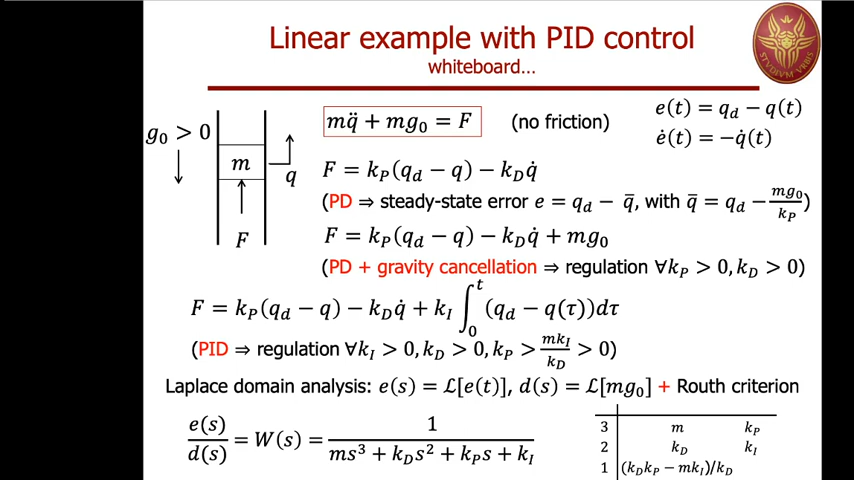 Linear example with PID control
whiteboard...
STVDIVM VRBIS
g₀ > 0
m
q
F
mq̈ + mg₀ = F (no friction)
e(t) = q_d − q(t)
ė(t) = −q̇(t)
F = k_P(q_d − q) − k_D q̇
(PD ⇒ steady-state error e = q_d − q̄, with q̄ = q_d − mg₀/k_P)
F = k_P(q_d − q) − k_D q̇ + mg₀
(PD + gravity cancellation ⇒ regulation ∀k_P > 0, k_D > 0)
F = k_P(q_d − q) − k_D q̇ + k_I ∫₀ᵗ (q_d − q(τ))dτ
(PID ⇒ regulation ∀k_I > 0, k_D > 0, k_P > mk_I/k_D > 0)
Laplace domain analysis: e(s) = ℒ[e(t)], d(s) = ℒ[mg₀] + Routh criterion
e(s)/d(s) = W(s) = 1/(ms³ + k_D s² + k_P s + k_I)
3 m k_P
2 k_D k_I
1 (k_D k_P − mk_I)/k_D